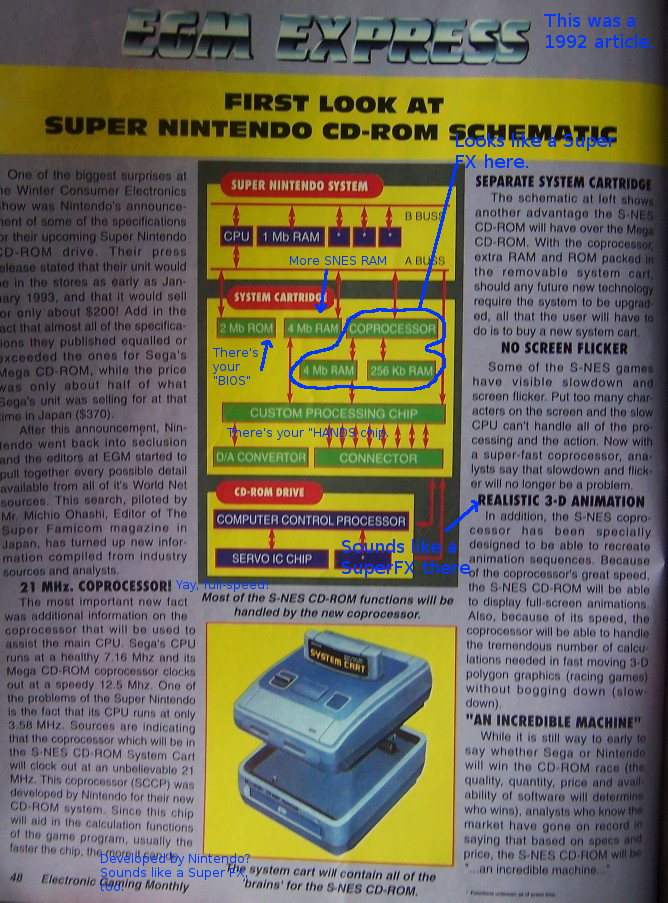 EGM EXPRESS
This was a
1992 article.
FIRST LOOK AT
SUPER NINTENDO CD-ROM SCHEMATIC
One of the biggest surprises at
he Winter Consumer Electronics
Show was Nintendo's announce-
ment of some of the specifications
or their upcoming Super Nintendo
CD-ROM drive. Their press
elease stated that their unit would
be in the stores as early as Jan-
uary 1993, and that it would sell
or only about $200! Add in the
fact that almost all of the specifica-
ions they polished equalled or
exceeded the ones for Sega's
Mega CD-ROM, while the price
was only about half of what
Sega's unit was selling for at that
time in Japan ($370).
After this announcement, Nin-
tendo went back into seclusion
and the editors at EGM started to
pull together every possible detail
available from all of it's World Net
sources. This search, piloted by
Mr. Michio Ohashi, Editor of The
Super Famicom magazine in
Japan, has turned up new infor-
mation compiled from industry
sources and analysts.
21 MHz. COPROCESSOR!
Yay, full-speed!
The most important new fact
was additional information on the
coprocessor that will be used to
assist the main CPU. Sega's CPU
runs at a healthy 7.16 Mhz and its
Mega CD-ROM coprocessor clocks
out at a speedy 12.5 Mhz. One of
the problems of the Super Nintendo
is the fact that its CPU runs at only
3.58 MHz. Sources are indicating
that the coprocessor which will be in
the S-NES CD-ROM System Cart
will clock out at an unbelievable 21
MHz. This coprocessor (SCCP) was
developed by Nintendo for their new
CD-ROM system. Since this chip
will aid in the calculation functions
of the game program, usually the
faster the chip, the more
Developed by Nintendo?
Sounds like a Super FX,
too.
48 Electronic Gaming Monthly
SUPER NINTENDO SYSTEM
B BUSS
CPU 1 Mb RAM * * *
More SNES RAM
A BUSS
SYSTEM CARTRIDGE
2 Mb ROM 4 Mb RAM COPROCESSOR
There's
your
"BIOS"
4 Mb RAM 256 Kb RAM
CUSTOM PROCESSING CHIP
There's your "HANDS chip.
D/A CONVERTOR CONNECTOR
CD-ROM DRIVE
COMPUTER CONTROL PROCESSOR
SERVO IC CHIP *
Sounds like a
SuperFX there
Most of the S-NES CD-ROM functions will be
handled by the new coprocessor.
SYSTEM CART
The system cart will contain all of the
'brains' for the S-NES CD-ROM.
Looks like a Super
FX here.
SEPARATE SYSTEM CARTRIDGE
The schematic at left shows
another advantage the S-NES
CD-ROM will have over the Mega
CD-ROM. With the coprocessor,
extra RAM and ROM packed in
the removable system cart,
should any future new technology
require the system to be upgrad-
ed, all that the user will have to
do is to buy a new system cart.
NO SCREEN FLICKER
Some of the S-NES games
have visible slowdown and
screen flicker. Put too many char-
acters on the screen and the slow
CPU can't handle all of the pro-
cessing and the action. Now with
a super-fast coprocessor, ana-
lysts say that slowdown and flick-
er will no longer be a problem.
REALISTIC 3-D ANIMATION
In addition, the S-NES copro-
cessor has been specially
designed to be able to recreate
animation sequences. Because
of the coprocessor's great speed,
the S-NES CD-ROM will be able
to display full-screen animations.
Also, because of its speed, the
coprocessor will be able to handle
the tremendous number of calcu-
lations needed in fast moving 3-D
polygon graphics (racing games)
without bogging down (slow-
down).
"AN INCREDIBLE MACHINE"
While it is still way to early to
say whether Sega or Nintendo
will win the CD-ROM race (the
quality, quantity, price and avail-
ability of software will determine
who wins), analysts who know the
market have gone on record in
saying that based on specs and
price, the S-NES CD-ROM will be
"...an incredible machine..."
* Functions unknown as of press time.